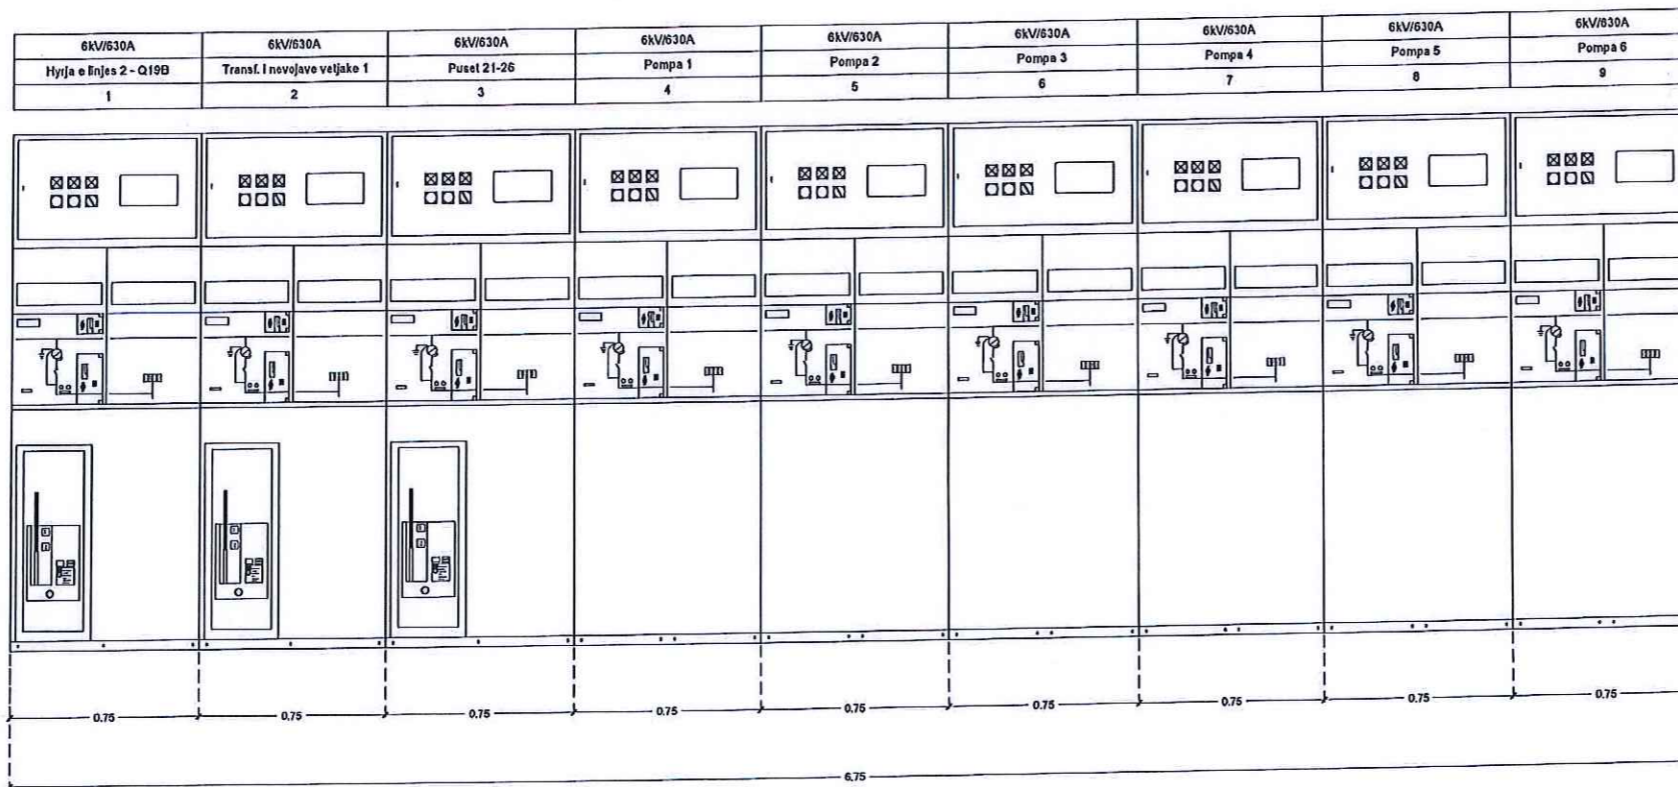 6kV/630A 6kV/630A 6kV/630A 6kV/630A 6kV/630A 6kV/630A 6kV/630A 6kV/630A 6kV/630A
Hyrja e linjes 2 - Q19B Transf. I nevojave vetjake 1 Puset 21-26 Pompa 1 Pompa 2 Pompa 3 Pompa 4 Pompa 5 Pompa 6
1 2 3 4 5 6 7 8 9
0.75 0.75 0.75 0.75 0.75 0.75 0.75 0.75 0.75
6.75